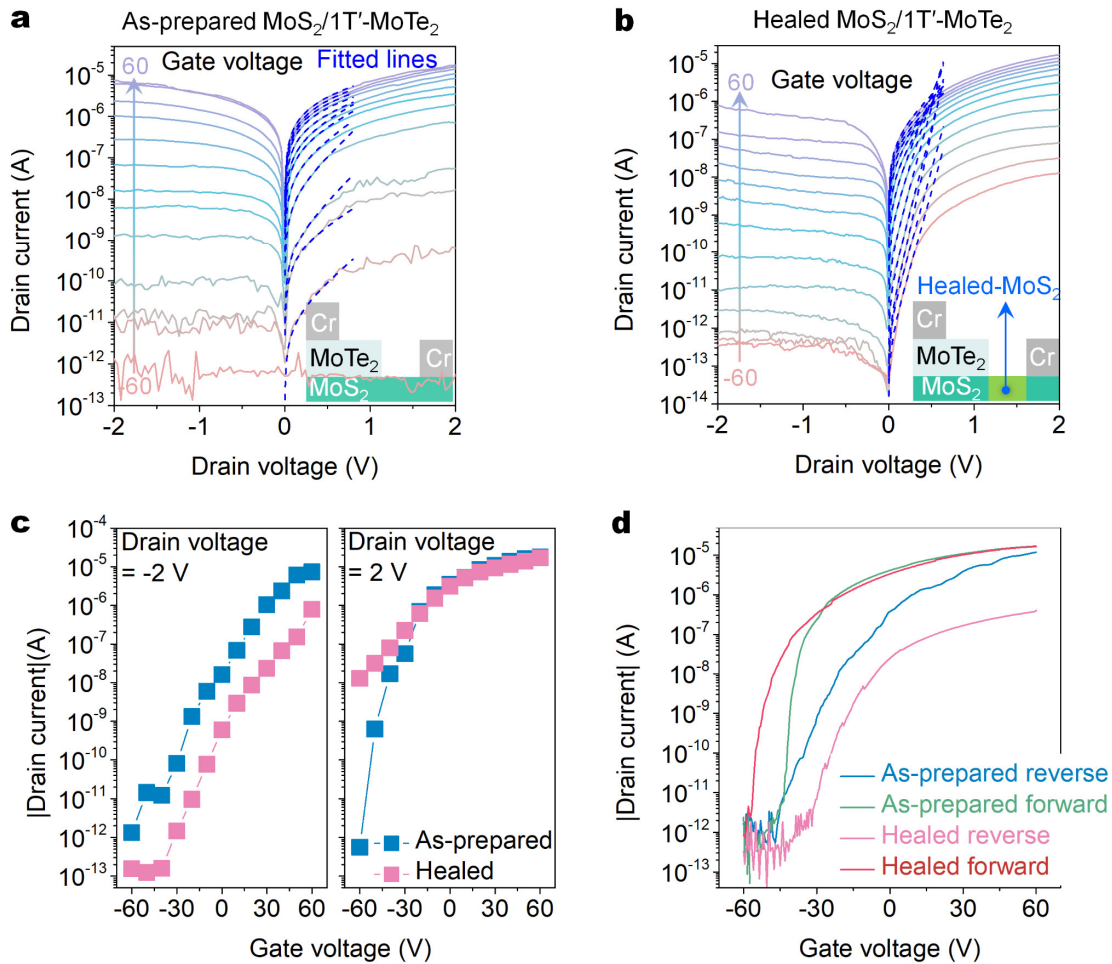 a
As-prepared MoS₂/1T′-MoTe₂
60
Gate voltage
Fitted lines
10⁻⁵
10⁻⁶
10⁻⁷
10⁻⁸
10⁻⁹
10⁻¹⁰
10⁻¹¹
10⁻¹²
10⁻¹³
Drain current (A)
-60
Cr
MoTe₂
Cr
MoS₂
-2
-1
0
1
2
Drain voltage (V)
b
Healed MoS₂/1T′-MoTe₂
60
Gate voltage
10⁻⁵
10⁻⁶
10⁻⁷
10⁻⁸
10⁻⁹
10⁻¹⁰
10⁻¹¹
10⁻¹²
10⁻¹³
10⁻¹⁴
Drain current (A)
-60
Healed-MoS₂
Cr
MoTe₂
Cr
MoS₂
-2
-1
0
1
2
Drain voltage (V)
c
Drain voltage
= -2 V
Drain voltage
= 2 V
10⁻⁴
10⁻⁵
10⁻⁶
10⁻⁷
10⁻⁸
10⁻⁹
10⁻¹⁰
10⁻¹¹
10⁻¹²
10⁻¹³
|Drain current|(A)
As-prepared
Healed
-60
-30
0
30
60
-60
-30
0
30
60
Gate voltage (V)
d
10⁻⁵
10⁻⁶
10⁻⁷
10⁻⁸
10⁻⁹
10⁻¹⁰
10⁻¹¹
10⁻¹²
10⁻¹³
|Drain current| (A)
As-prepared reverse
As-prepared forward
Healed reverse
Healed forward
-60
-30
0
30
60
Gate voltage (V)